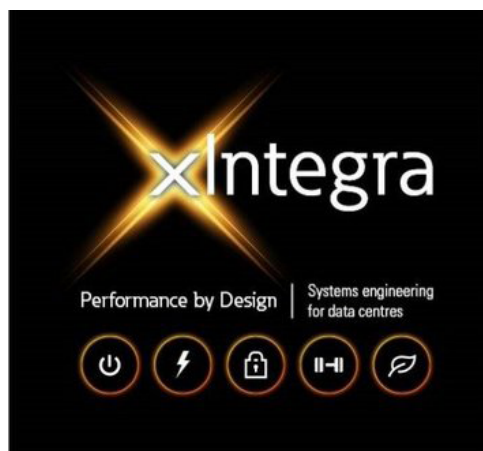 xIntegra
Performance by Design
Systems engineering
for data centres